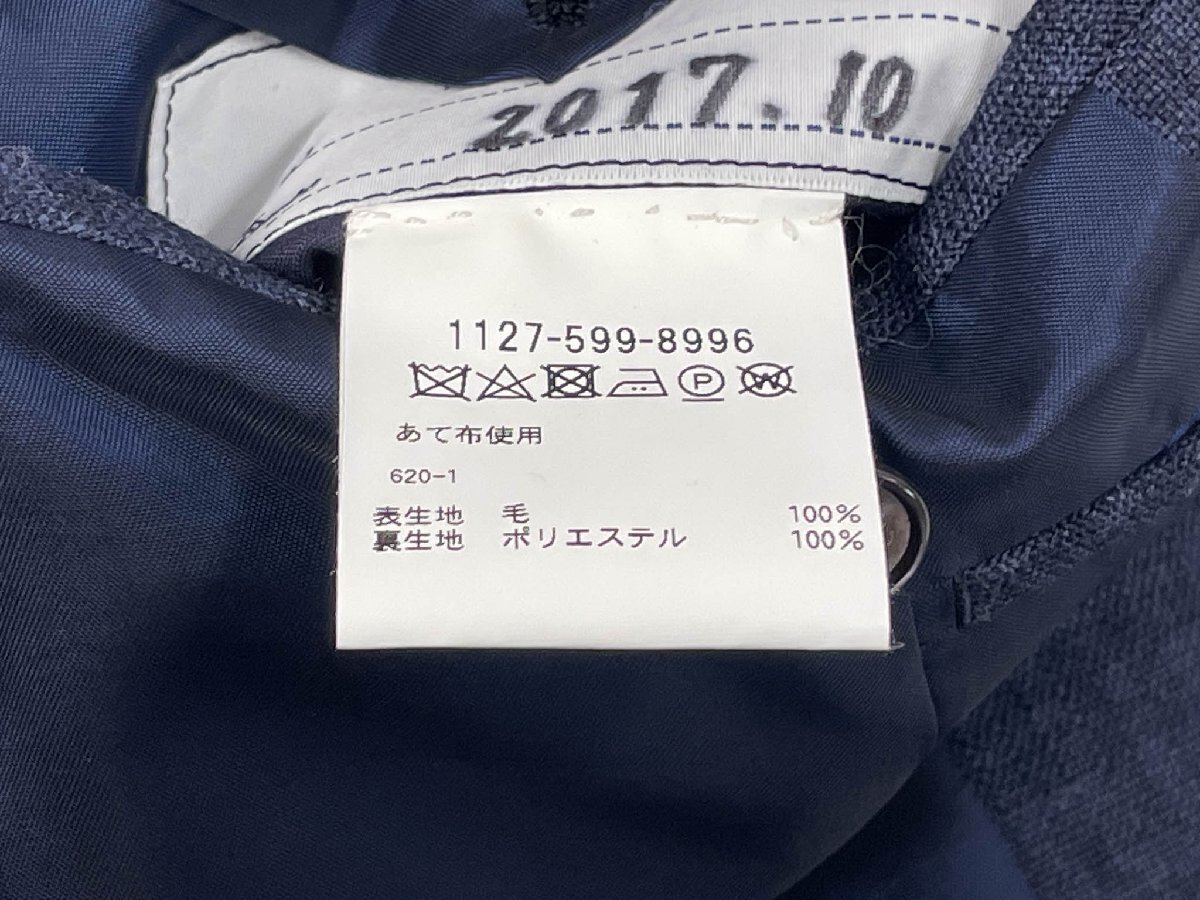 2017.10
1127-599-8996
P W
あて布使用
620-1
表生地 毛 100%
裏生地 ポリエステル 100%